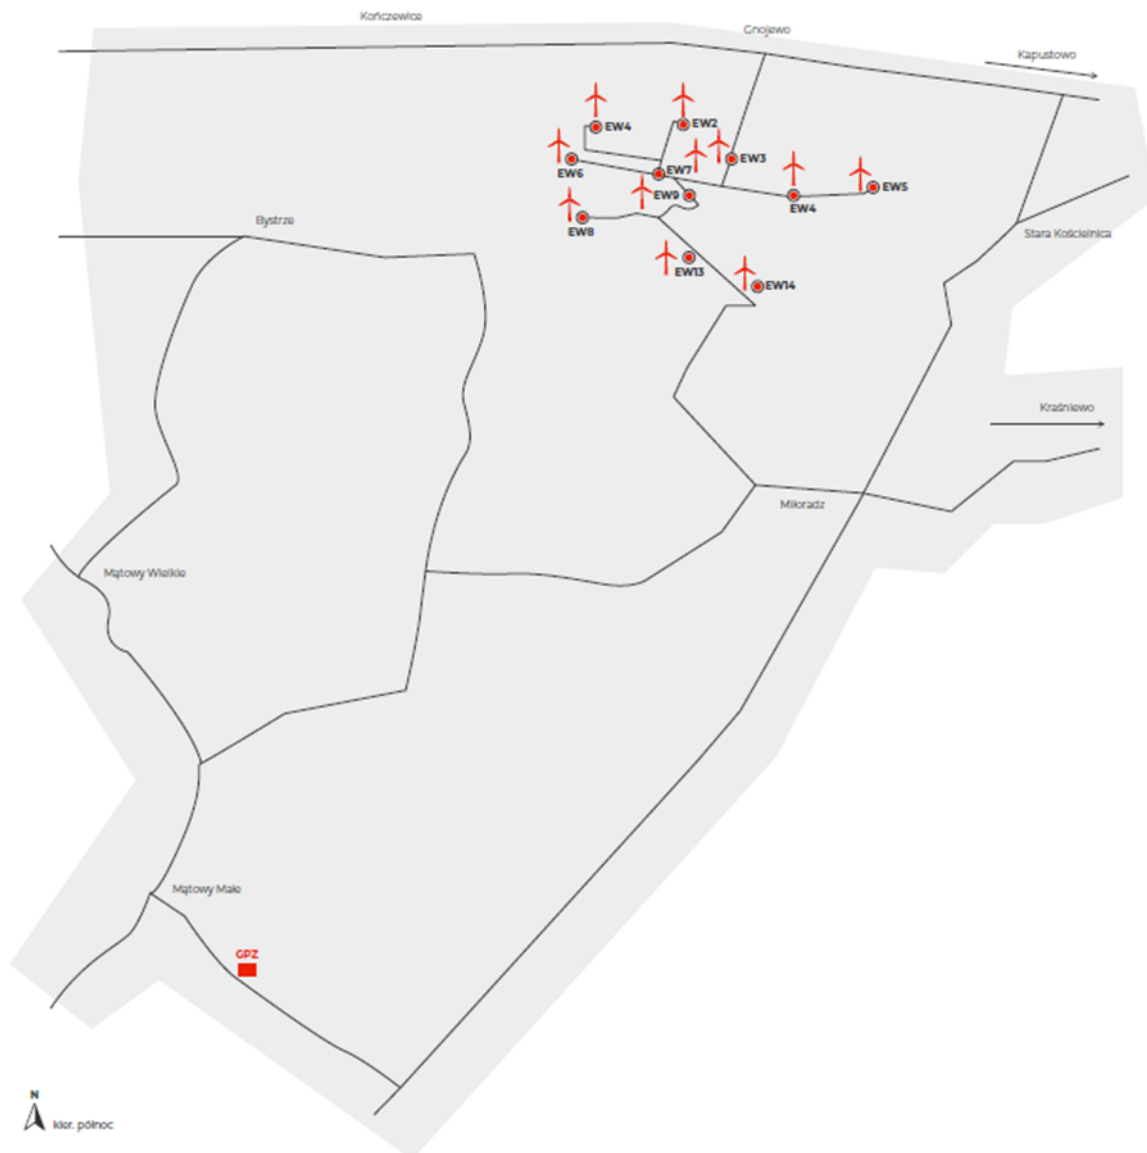 Kończewice
Gnojewo
Kapustowo
EW4
EW2
EW3
EW6
EW7
EW9
EW4
EW5
EW8
Bystrze
Stara Kościelnica
EW13
EW14
Kraśniewo
Miłoradz
Mątowy Wielkie
Mątowy Małe
GPZ
N
kier. północ